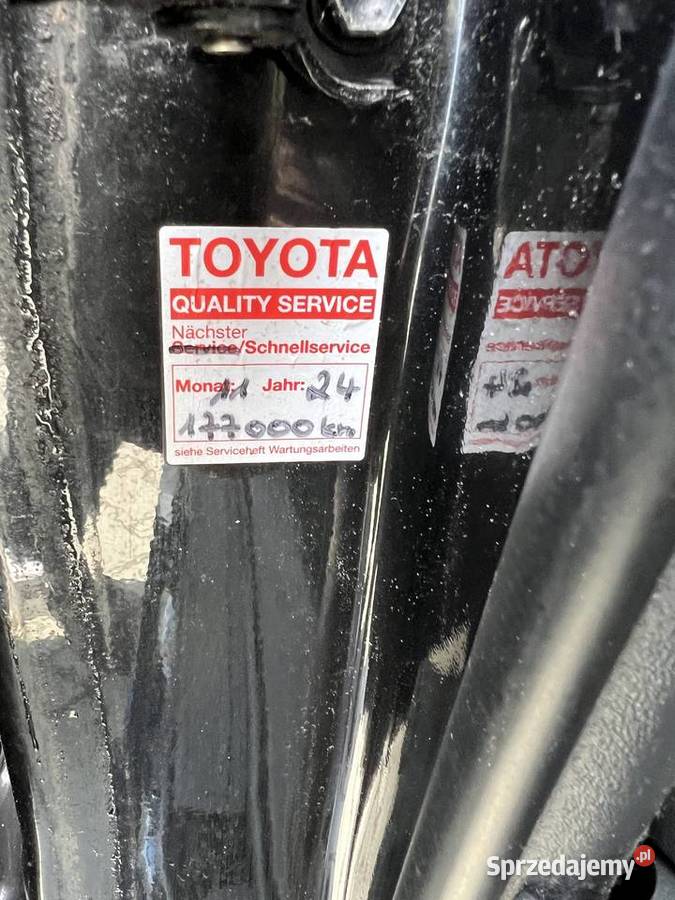 TOYOTA
QUALITY SERVICE
Nächster
Service/Schnellservice
Monat: 11 Jahr: 24
177000 km
siehe Serviceheft Wartungsarbeiten
Sprzedajemy.pl